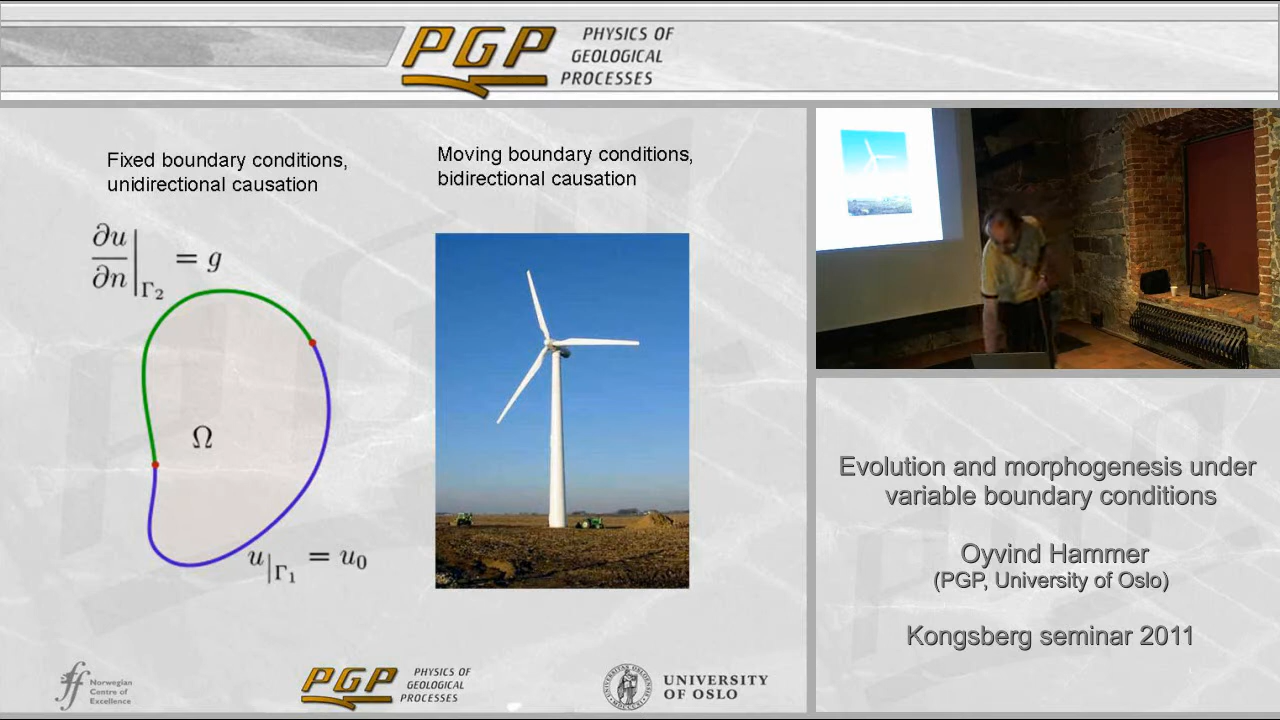 PGP
PHYSICS OF
GEOLOGICAL
PROCESSES
Fixed boundary conditions,
unidirectional causation
Moving boundary conditions,
bidirectional causation
∂u/∂n|Γ₂ = g
Ω
u|Γ₁ = u₀
Evolution and morphogenesis under
variable boundary conditions
Oyvind Hammer
(PGP, University of Oslo)
Kongsberg seminar 2011
Norwegian
Centre of
Excellence
PGP
PHYSICS OF
GEOLOGICAL
PROCESSES
UNIVERSITY
OF OSLO